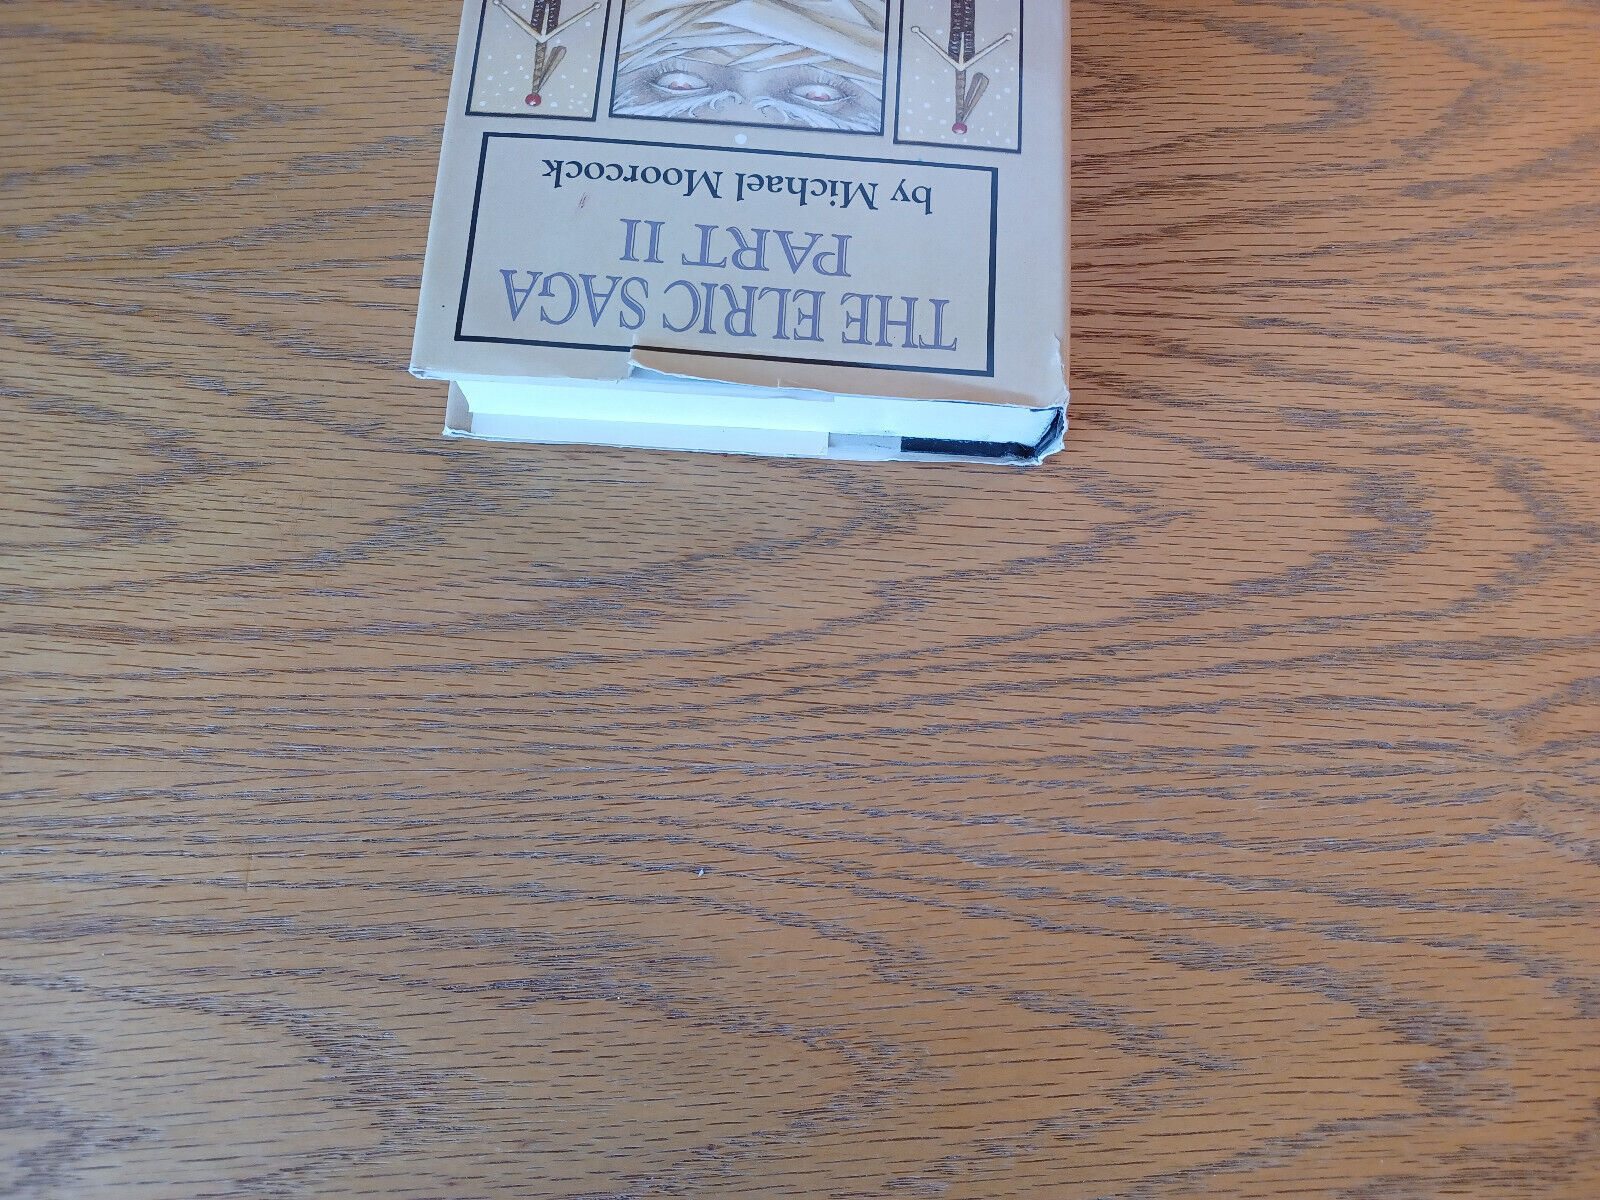 THE ELRIC SAGA
PART II
by Michael Moorcock